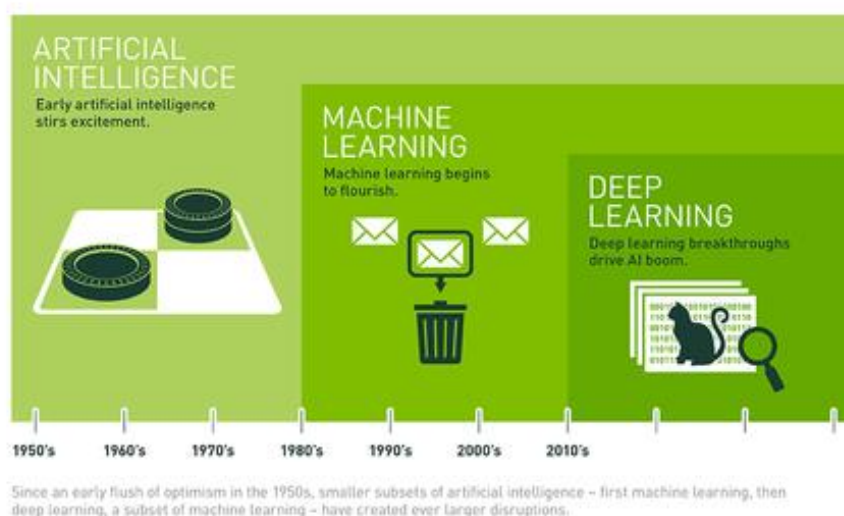 ARTIFICIAL
INTELLIGENCE
Early artificial intelligence
stirs excitement.
MACHINE
LEARNING
Machine learning begins
to flourish.
DEEP
LEARNING
Deep learning breakthroughs
drive AI boom.
1950's 1960's 1970's 1980's 1990's 2000's 2010's
Since an early flush of optimism in the 1950s, smaller subsets of artificial intelligence – first machine learning, then
deep learning, a subset of machine learning – have created ever larger disruptions.